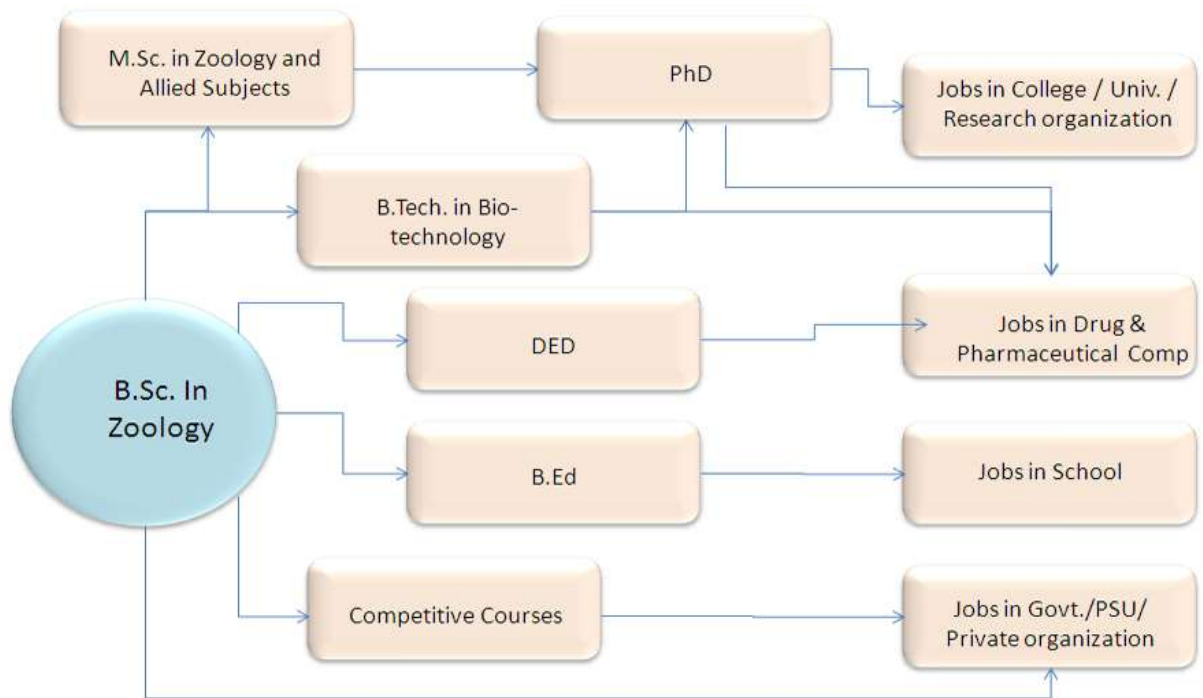 M.Sc. in Zoology and
Allied Subjects
PhD
Jobs in College / Univ. /
Research organization
B.Tech. in Bio-
technology
DED
Jobs in Drug &
Pharmaceutical Comp
B.Sc. In
Zoology
B.Ed
Jobs in School
Competitive Courses
Jobs in Govt./PSU/
Private organization